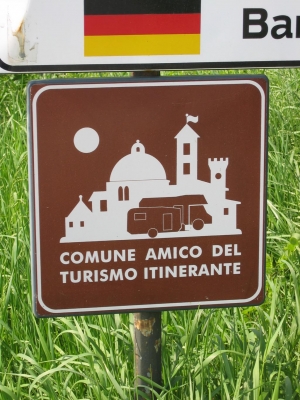 Bar
COMUNE AMICO DEL
TURISMO ITINERANTE